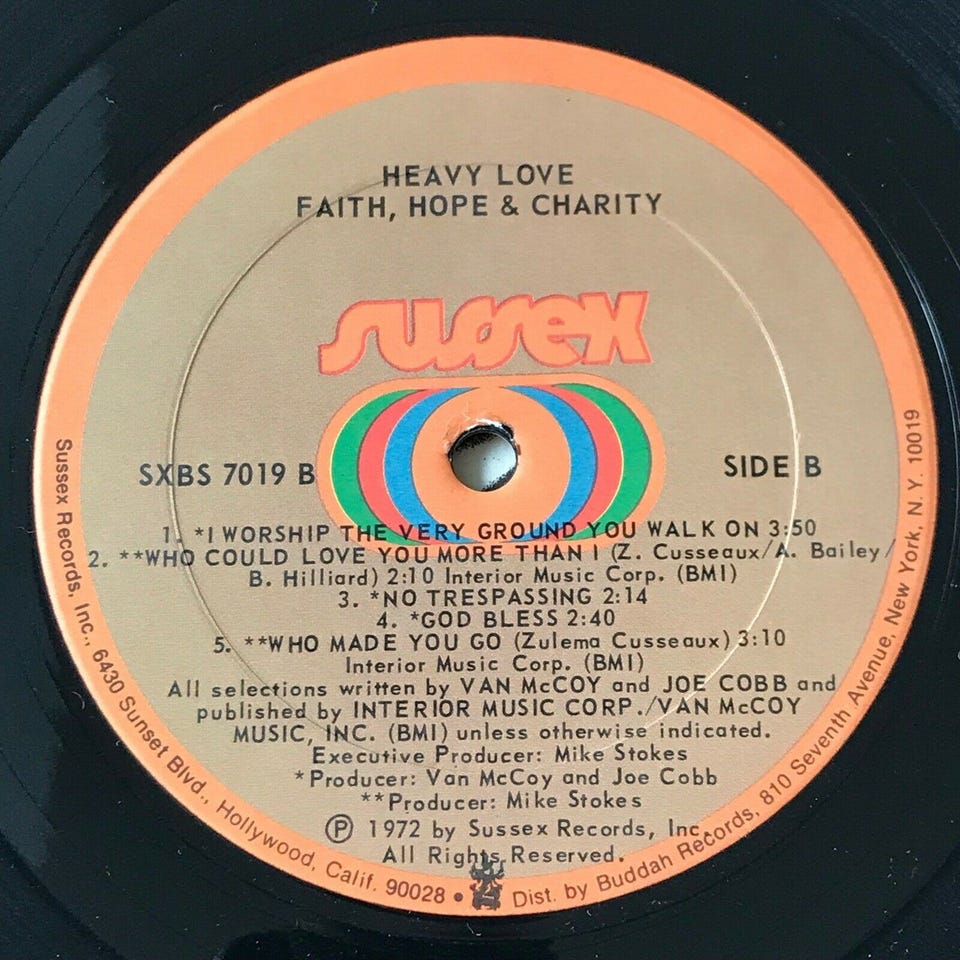 HEAVY LOVE
FAITH, HOPE & CHARITY
sussex
SXBS 7019 B
SIDE B
1. *I WORSHIP THE VERY GROUND YOU WALK ON 3:50
2. **WHO COULD LOVE YOU MORE THAN I (Z. Cusseaux/A. Bailey/
B. Hilliard) 2:10 Interior Music Corp. (BMI)
3. *NO TRESPASSING 2:14
4. *GOD BLESS 2:40
5. **WHO MADE YOU GO (Zulema Cusseaux) 3:10
Interior Music Corp. (BMI)
All selections written by VAN McCOY and JOE COBB and
published by INTERIOR MUSIC CORP./VAN McCOY
MUSIC, INC. (BMI) unless otherwise indicated.
Executive Producer: Mike Stokes
*Producer: Van McCoy and Joe Cobb
**Producer: Mike Stokes
Ⓟ 1972 by Sussex Records, Inc.
All Rights Reserved.
Sussex Records, Inc., 6430 Sunset Blvd., Hollywood, Calif. 90028 • Dist. by Buddah Records, 810 Seventh Avenue, New York, N. Y. 10019